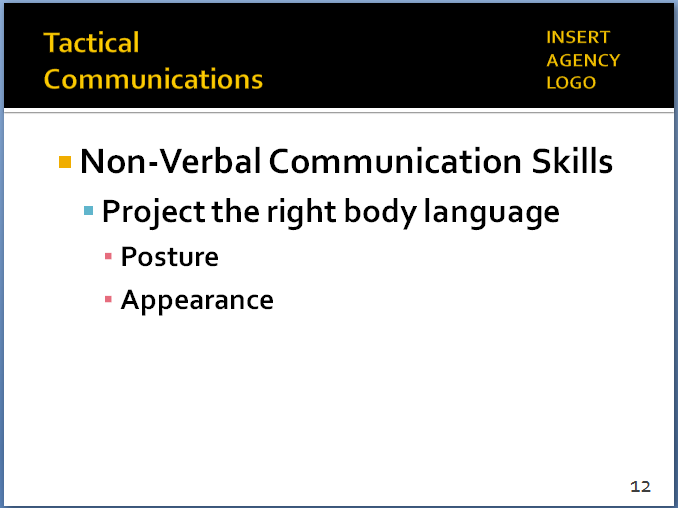 Tactical
Communications
INSERT
AGENCY
LOGO
Non-Verbal Communication Skills
Project the right body language
Posture
Appearance
12